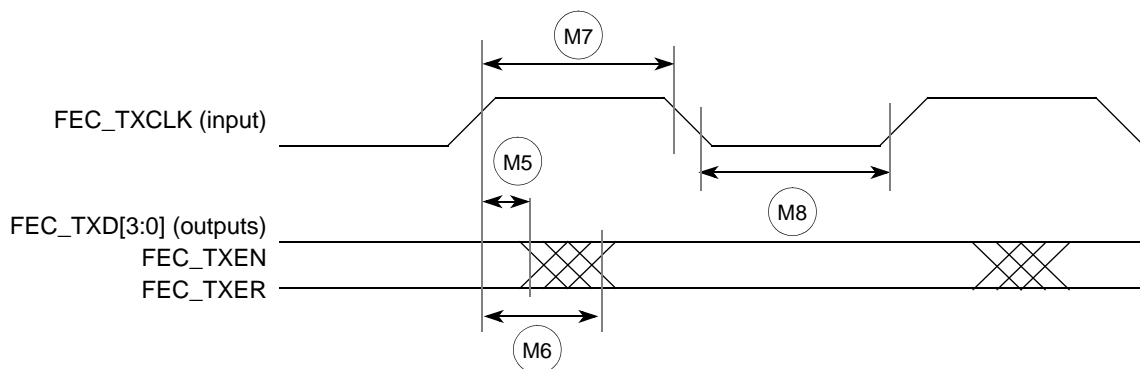 M7
FEC_TXCLK (input)
M5
M8
FEC_TXD[3:0] (outputs)
FEC_TXEN
FEC_TXER
M6